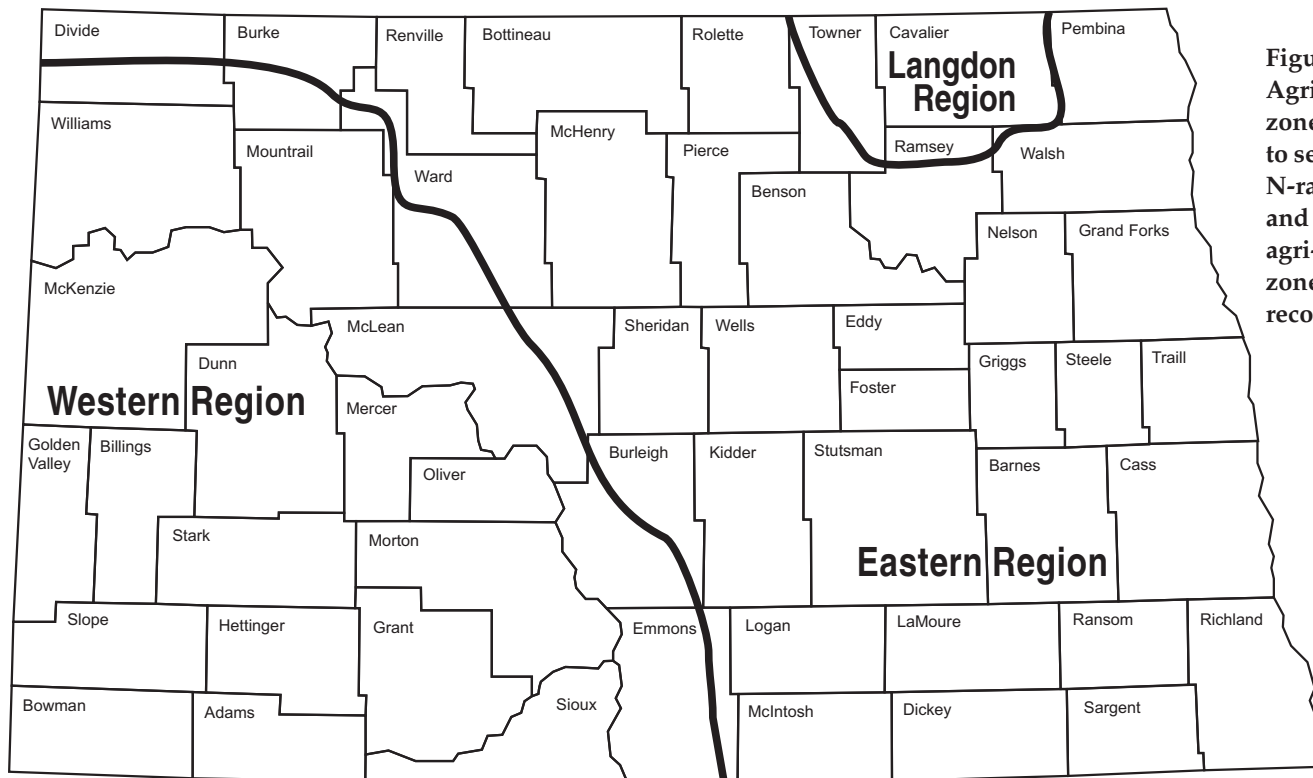 Divide
Burke
Renville
Bottineau
Rolette
Towner
Cavalier
Pembina
Langdon
Region
Williams
Mountrail
Ward
McHenry
Pierce
Benson
Ramsey
Walsh
Nelson
Grand Forks
McKenzie
Dunn
McLean
Sheridan
Wells
Eddy
Foster
Griggs
Steele
Traill
Western Region
Mercer
Oliver
Golden
Valley
Billings
Burleigh
Kidder
Stutsman
Barnes
Cass
Stark
Morton
Eastern Region
Slope
Hettinger
Grant
Emmons
Logan
LaMoure
Ransom
Richland
Bowman
Adams
Sioux
McIntosh
Dickey
Sargent
Figu
Agri
zone
to se
N-ra
and
agri-
zone
reco